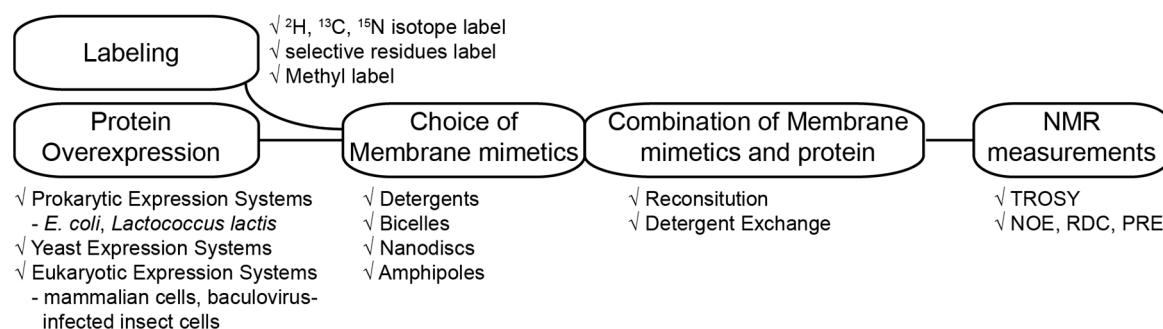 Labeling
√ ²H, ¹³C, ¹⁵N isotope label
√ selective residues label
√ Methyl label
Protein
Overexpression
√ Prokarytic Expression Systems
- E. coli, Lactococcus lactis
√ Yeast Expression Systems
√ Eukaryotic Expression Systems
- mammalian cells, baculovirus-
infected insect cells
Choice of
Membrane mimetics
√ Detergents
√ Bicelles
√ Nanodiscs
√ Amphipoles
Combination of Membrane
mimetics and protein
√ Reconsitution
√ Detergent Exchange
NMR
measurements
√ TROSY
√ NOE, RDC, PRE